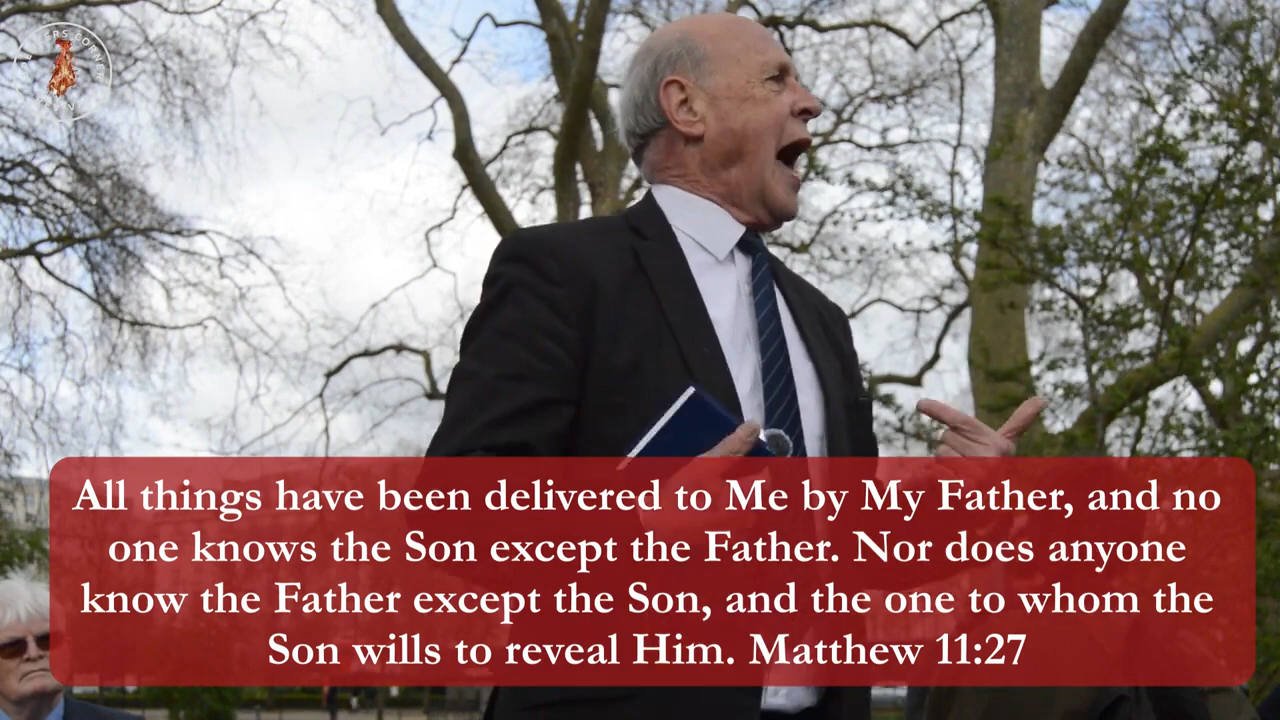 All things have been delivered to Me by My Father, and no
one knows the Son except the Father. Nor does anyone
know the Father except the Son, and the one to whom the
Son wills to reveal Him. Matthew 11:27